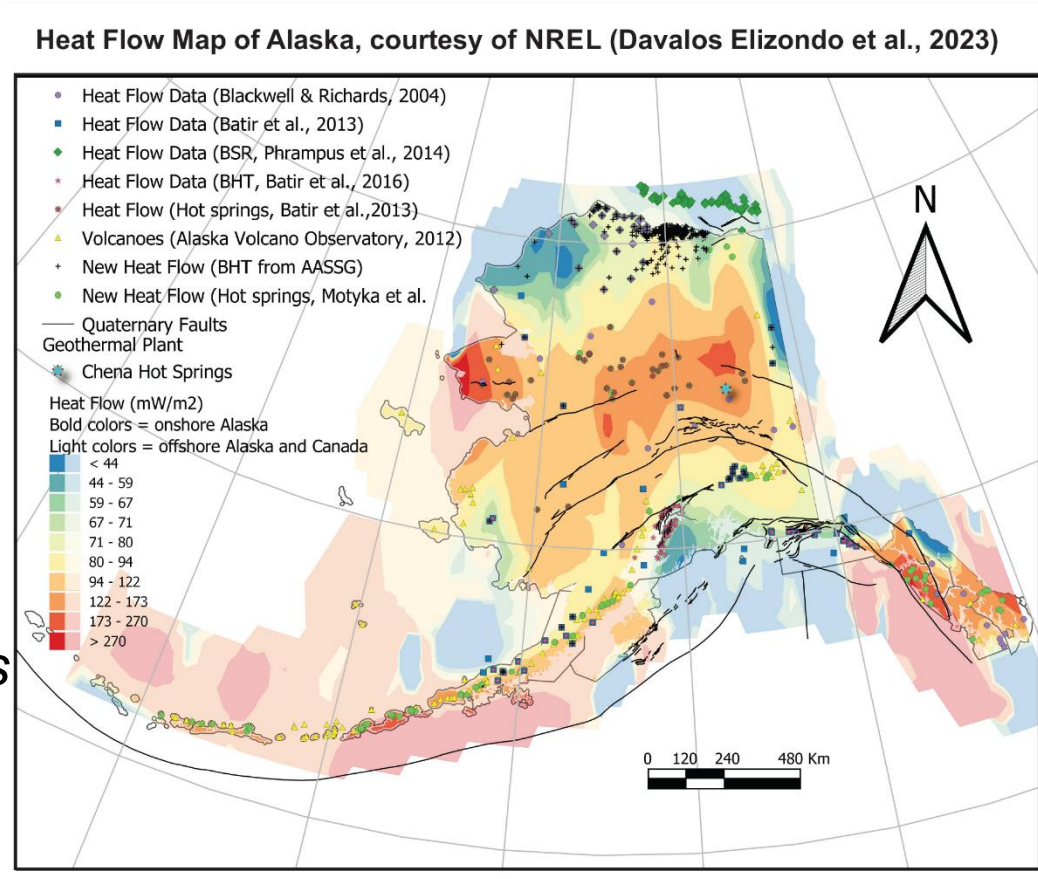 Heat Flow Map of Alaska, courtesy of NREL (Davalos Elizondo et al., 2023)
Heat Flow Data (Blackwell & Richards, 2004)
Heat Flow Data (Batir et al., 2013)
Heat Flow Data (BSR, Phrampus et al., 2014)
Heat Flow Data (BHT, Batir et al., 2016)
Heat Flow (Hot springs, Batir et al.,2013)
Volcanoes (Alaska Volcano Observatory, 2012)
New Heat Flow (BHT from AASSG)
New Heat Flow (Hot springs, Motyka et al.
Quaternary Faults
Geothermal Plant
Chena Hot Springs
Heat Flow (mW/m2)
Bold colors = onshore Alaska
Light colors = offshore Alaska and Canada
< 44
44 - 59
59 - 67
67 - 71
71 - 80
80 - 94
94 - 122
122 - 173
173 - 270
> 270
s
N
0 120 240 480 Km